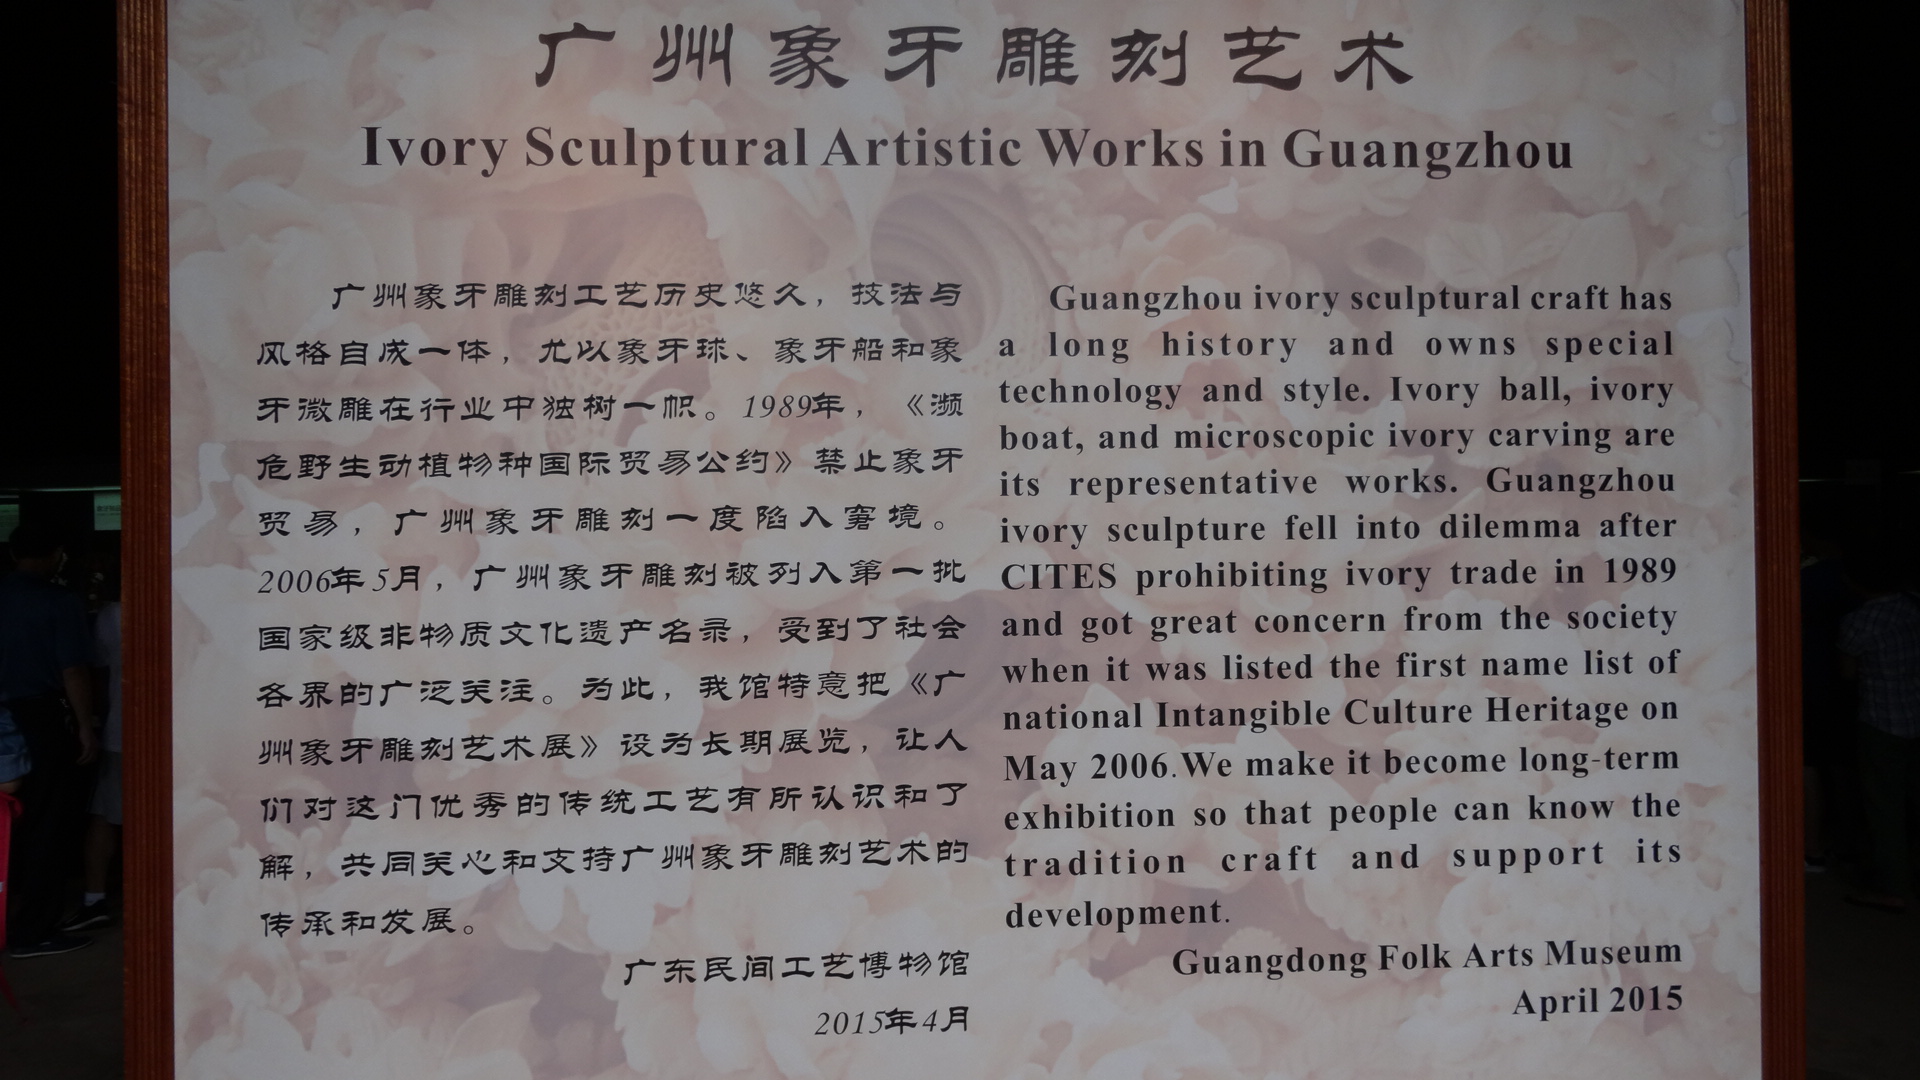 广州象牙雕刻艺术
Ivory Sculptural Artistic Works in Guangzhou
广州象牙雕刻工艺历史悠久，技法与
风格自成一体，尤以象牙球、象牙船和象
牙微雕在行业中独树一帜。1989年，《濒
危野生动植物种国际贸易公约》禁止象牙
贸易，广州象牙雕刻一度陷入窘境。
2006年5月，广州象牙雕刻被列入第一批
国家级非物质文化遗产名录，受到了社会
各界的广泛关注。为此，我馆特意把《广
州象牙雕刻艺术展》设为长期展览，让人
们对这门优秀的传统工艺有所认识和了
解，共同关心和支持广州象牙雕刻艺术的
传承和发展。
广东民间工艺博物馆
2015年4月
Guangzhou ivory sculptural craft has
a long history and owns special
technology and style. Ivory ball, ivory
boat, and microscopic ivory carving are
its representative works. Guangzhou
ivory sculpture fell into dilemma after
CITES prohibiting ivory trade in 1989
and got great concern from the society
when it was listed the first name list of
national Intangible Culture Heritage on
May 2006.We make it become long-term
exhibition so that people can know the
tradition craft and support its
development.
Guangdong Folk Arts Museum
April 2015